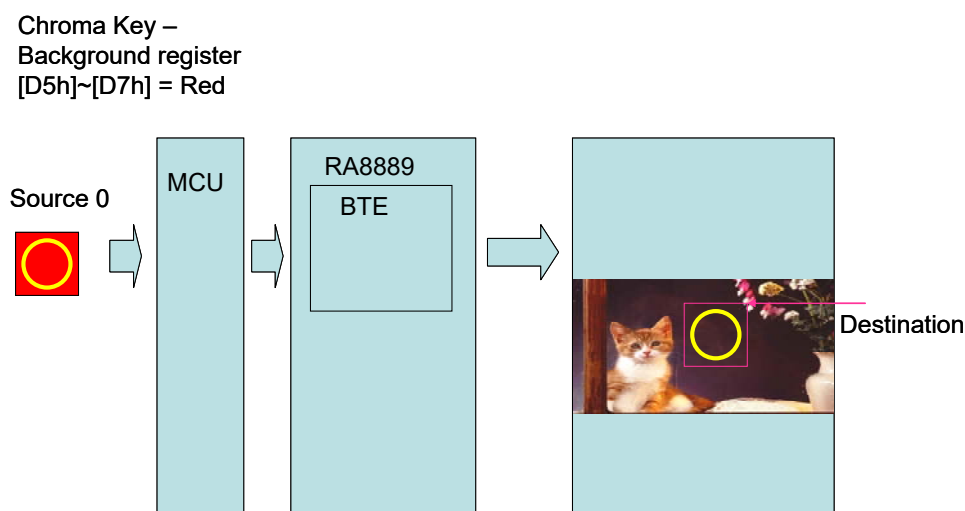 Chroma Key –
Background register
[D5h]~[D7h] = Red
MCU
RA8889
BTE
Source 0
Destination